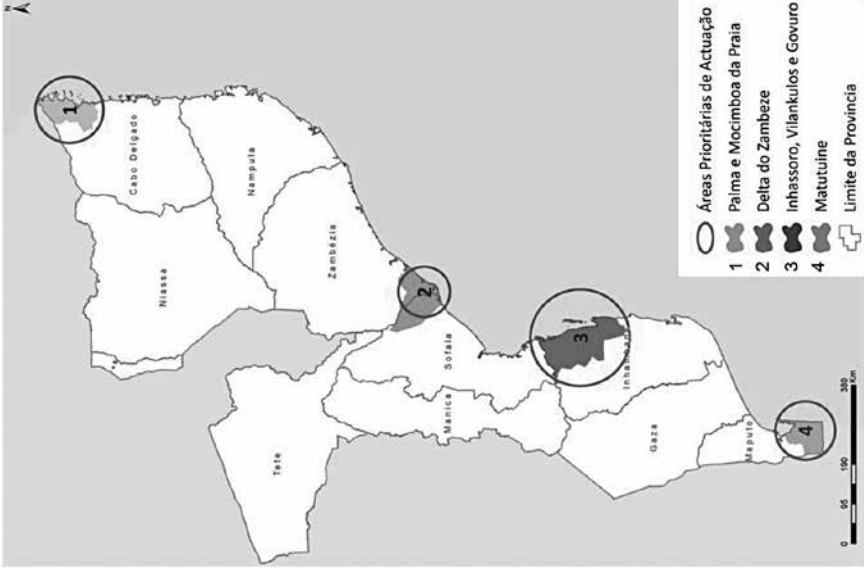 N
1
Cabo Delgado
Niassa
Nampula
Zambézia
Tete
2
Sofala
Manica
3
Inhamban
Gaza
Maputo
4
0 95 190 380
Km
Áreas Prioritárias de Actuação
1 Palma e Mocimboa da Praia
2 Delta do Zambeze
3 Inhassoro, Vilankulos e Govuro
4 Matutuine
Limite da Provincia